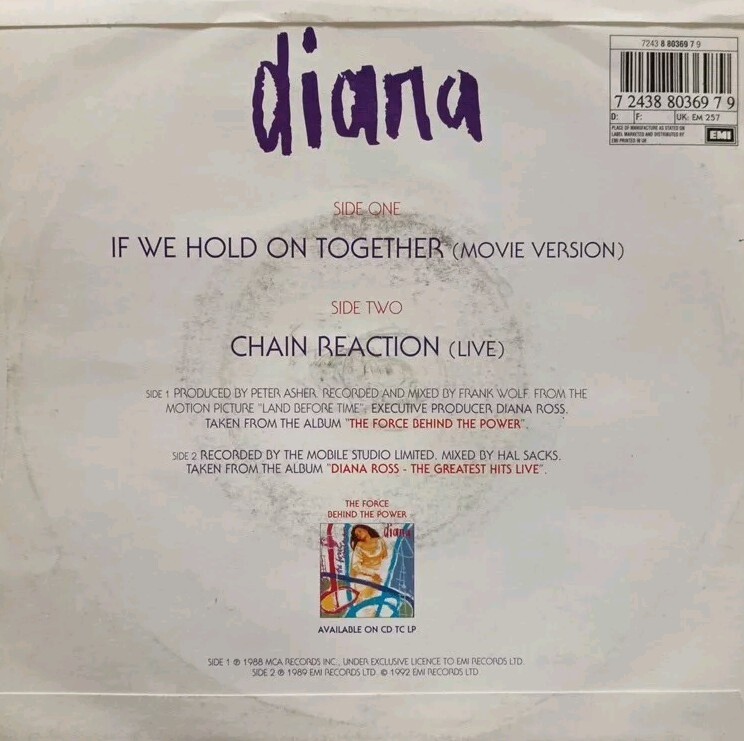 diana
7243 8 80369 7 9
7 24388 03697 9
D: F: UK: EM 257
PLACE OF MANUFACTURE AS STATED ON
LABEL MARKETED AND DISTRIBUTED BY
EMI PRINTED IN UK
EMI
SIDE ONE
IF WE HOLD ON TOGETHER (MOVIE VERSION)
SIDE TWO
CHAIN REACTION (LIVE)
SIDE 1 PRODUCED BY PETER ASHER. RECORDED AND MIXED BY FRANK WOLF. FROM THE
MOTION PICTURE "LAND BEFORE TIME". EXECUTIVE PRODUCER DIANA ROSS.
TAKEN FROM THE ALBUM "THE FORCE BEHIND THE POWER".
SIDE 2 RECORDED BY THE MOBILE STUDIO LIMITED. MIXED BY HAL SACKS.
TAKEN FROM THE ALBUM "DIANA ROSS - THE GREATEST HITS LIVE".
THE FORCE
BEHIND THE POWER
diana
AVAILABLE ON CD TC LP
SIDE 1 ℗ 1988 MCA RECORDS INC., UNDER EXCLUSIVE LICENCE TO EMI RECORDS LTD.
SIDE 2 ℗ 1989 EMI RECORDS LTD. © 1992 EMI RECORDS LTD